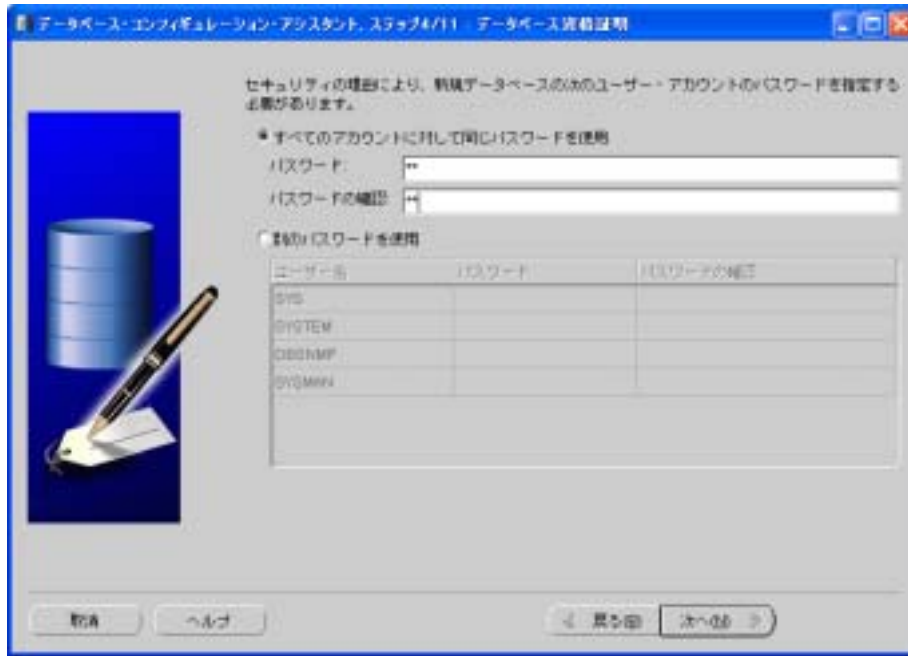 データベース・コンフィギュレーション・アシスタント, ステップ4/11 : データベース資格証明
セキュリティの理由により、新規データベースの次のユーザー・アカウントのパスワードを指定する
必要があります。
すべてのアカウントに対して同じパスワードを使用
パスワード: **
パスワードの確認: **
別のパスワードを使用
ユーザー名 パスワード パスワードの確認
SYS
SYSTEM
DBSNMP
SYSMAN
取消 ヘルプ 戻る(B) 次へ(N)